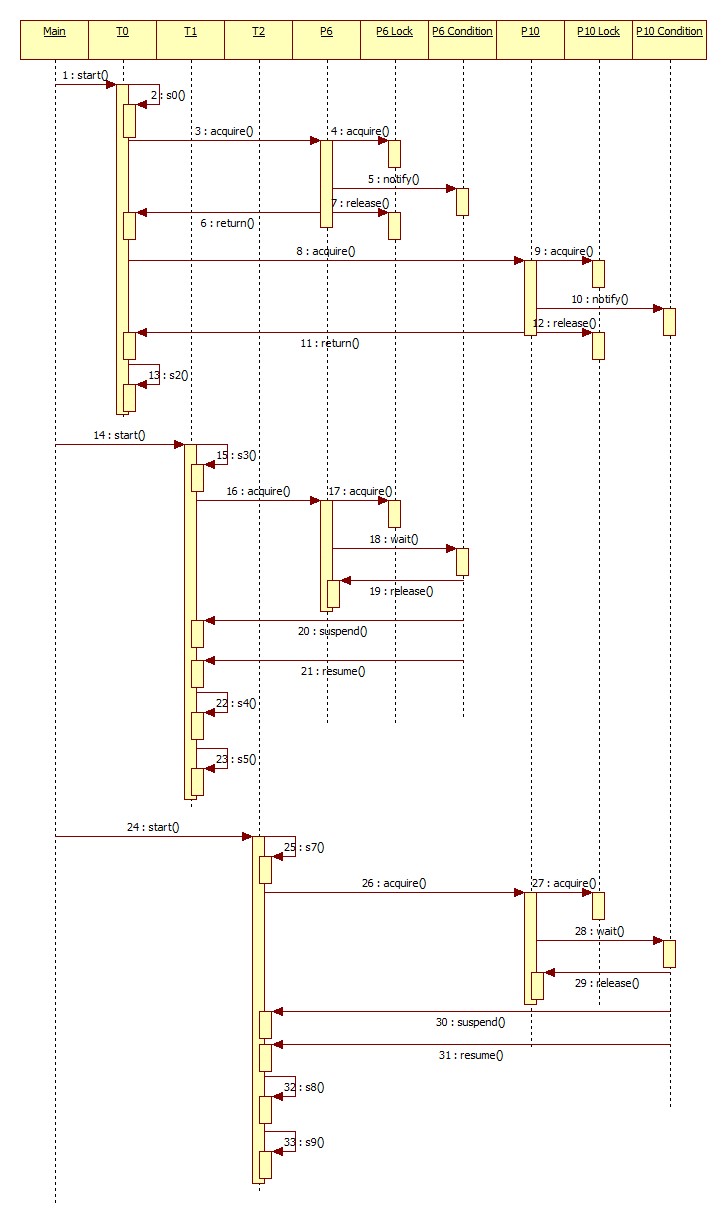 Main T0 T1 T2 P6 P6 Lock P6 Condition P10 P10 Lock P10 Condition
1 : start()
2 : s0()
3 : acquire() 4 : acquire()
5 : notify()
7 : release()
6 : return()
8 : acquire() 9 : acquire()
10 : notify()
12 : release()
11 : return()
13 : s2()
14 : start()
15 : s3()
16 : acquire() 17 : acquire()
18 : wait()
19 : release()
20 : suspend()
21 : resume()
22 : s4()
23 : s5()
24 : start()
25 : s7()
26 : acquire() 27 : acquire()
28 : wait()
29 : release()
30 : suspend()
31 : resume()
32 : s8()
33 : s9()